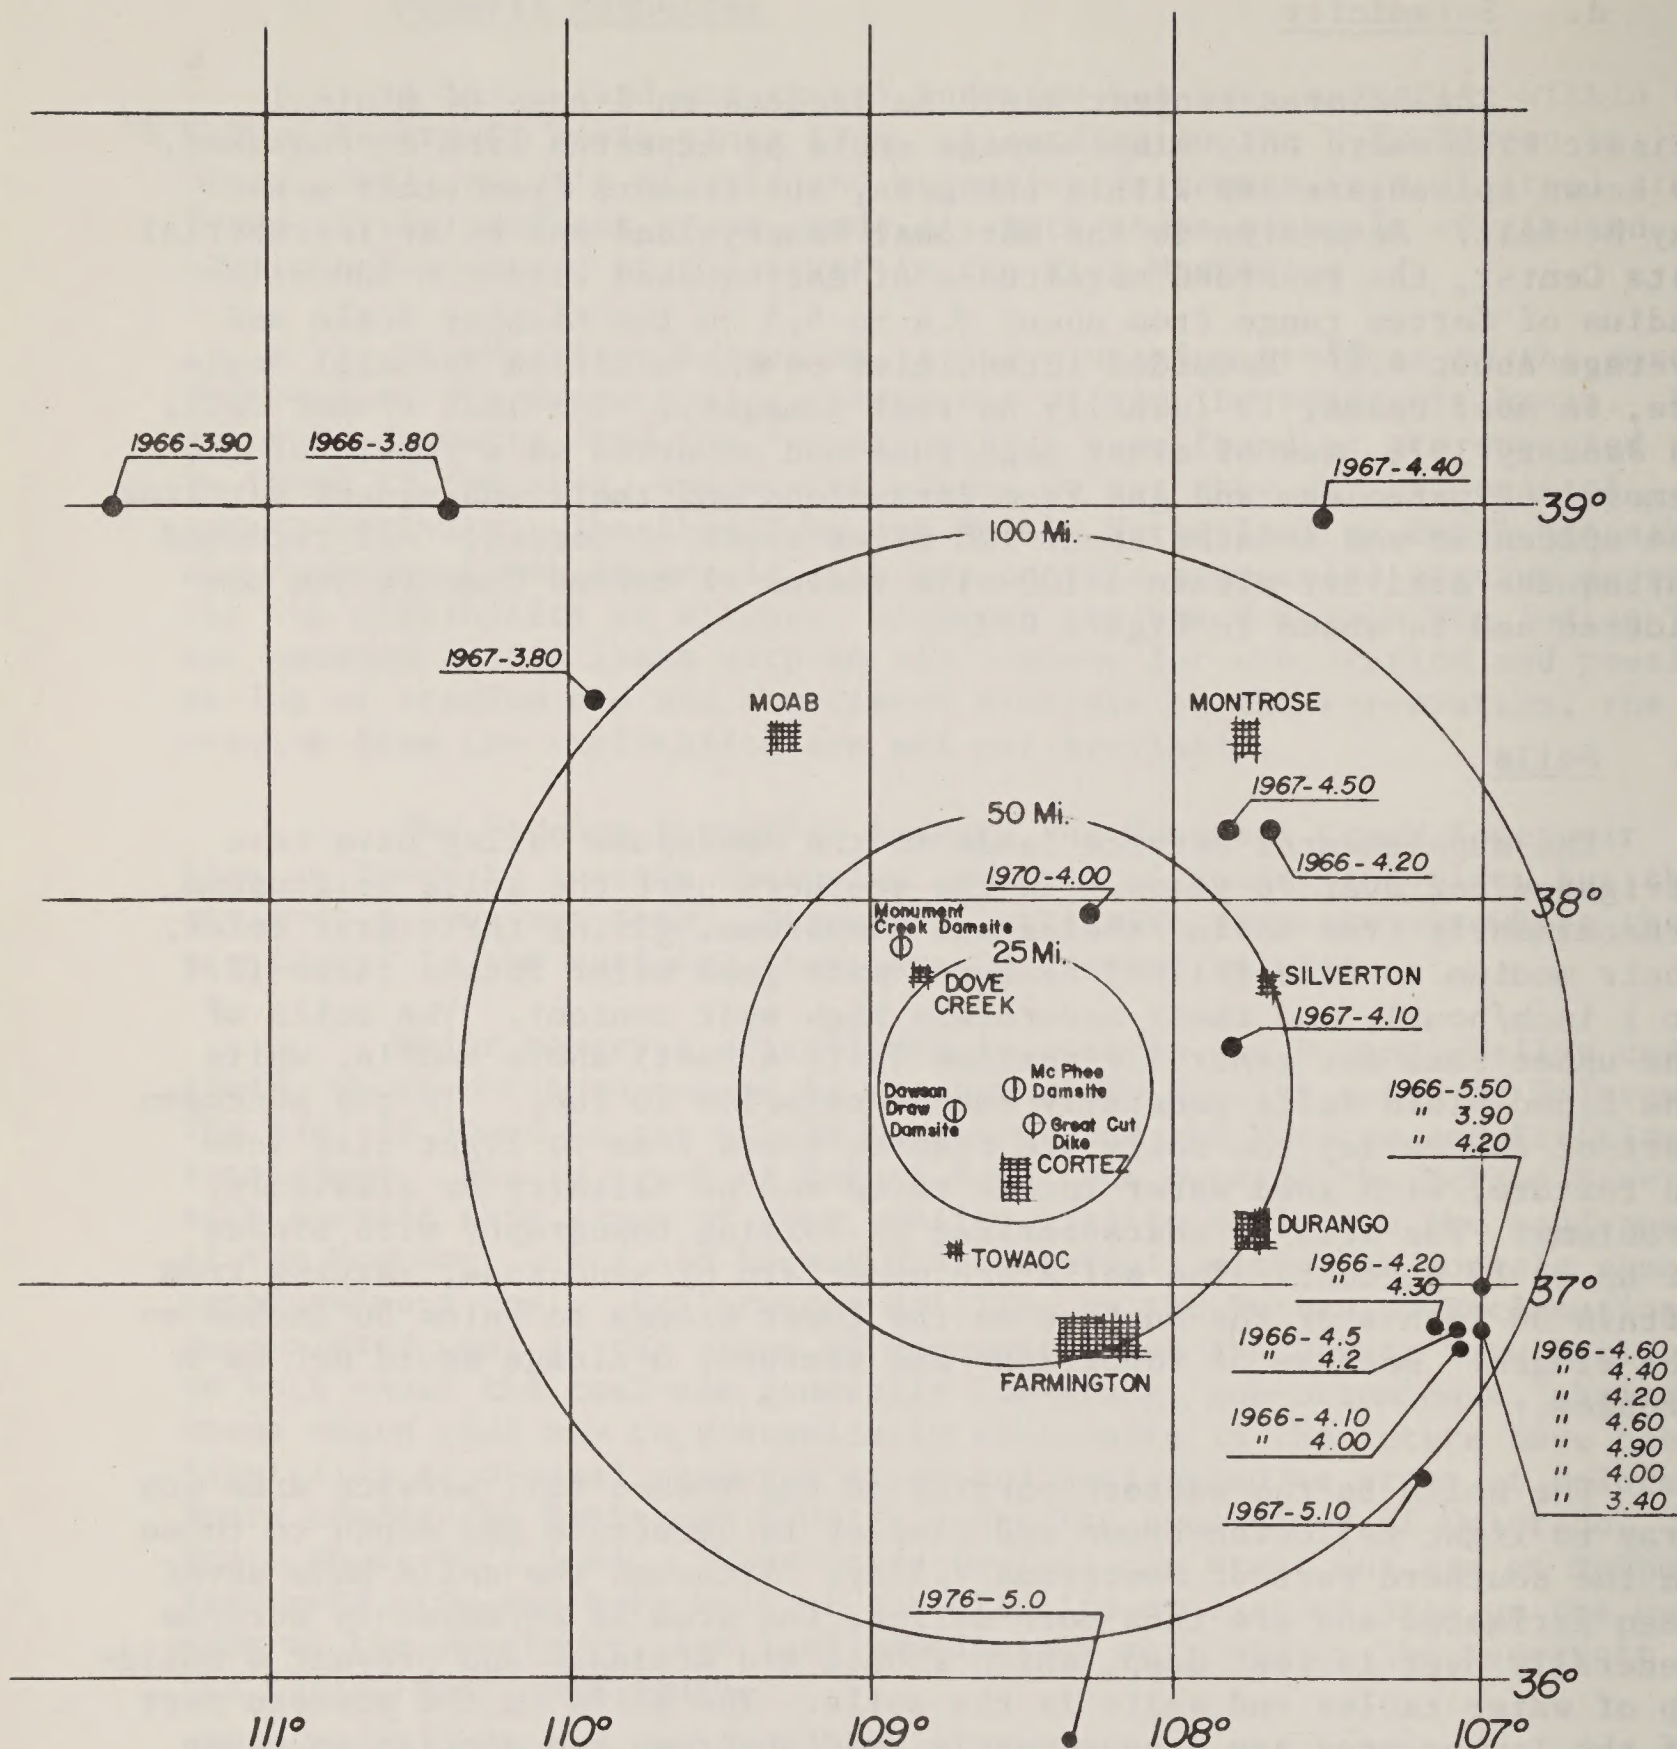 1966-3.90
1966-3.80
1967-4.40
39°
100 Mi.
1967-3.80
MOAB
MONTROSE
1967-4.50
50 Mi.
1966-4.20
1970-4.00
38°
Monument
Creek Damsite
25 Mi.
DOVE
CREEK
SILVERTON
1967-4.10
Mc Phee
Damsite
Dawson
Draw
Damsite
Great Cut
Dike
CORTEZ
1966-5.50
" 3.90
" 4.20
DURANGO
TOWAOC
1966-4.20
" 4.30
37°
1966-4.5
" 4.2
FARMINGTON
1966-4.60
" 4.40
" 4.20
" 4.60
" 4.90
" 4.00
" 3.40
1966-4.10
" 4.00
1967-5.10
1976-5.0
36°
111° 110° 109° 108° 107°